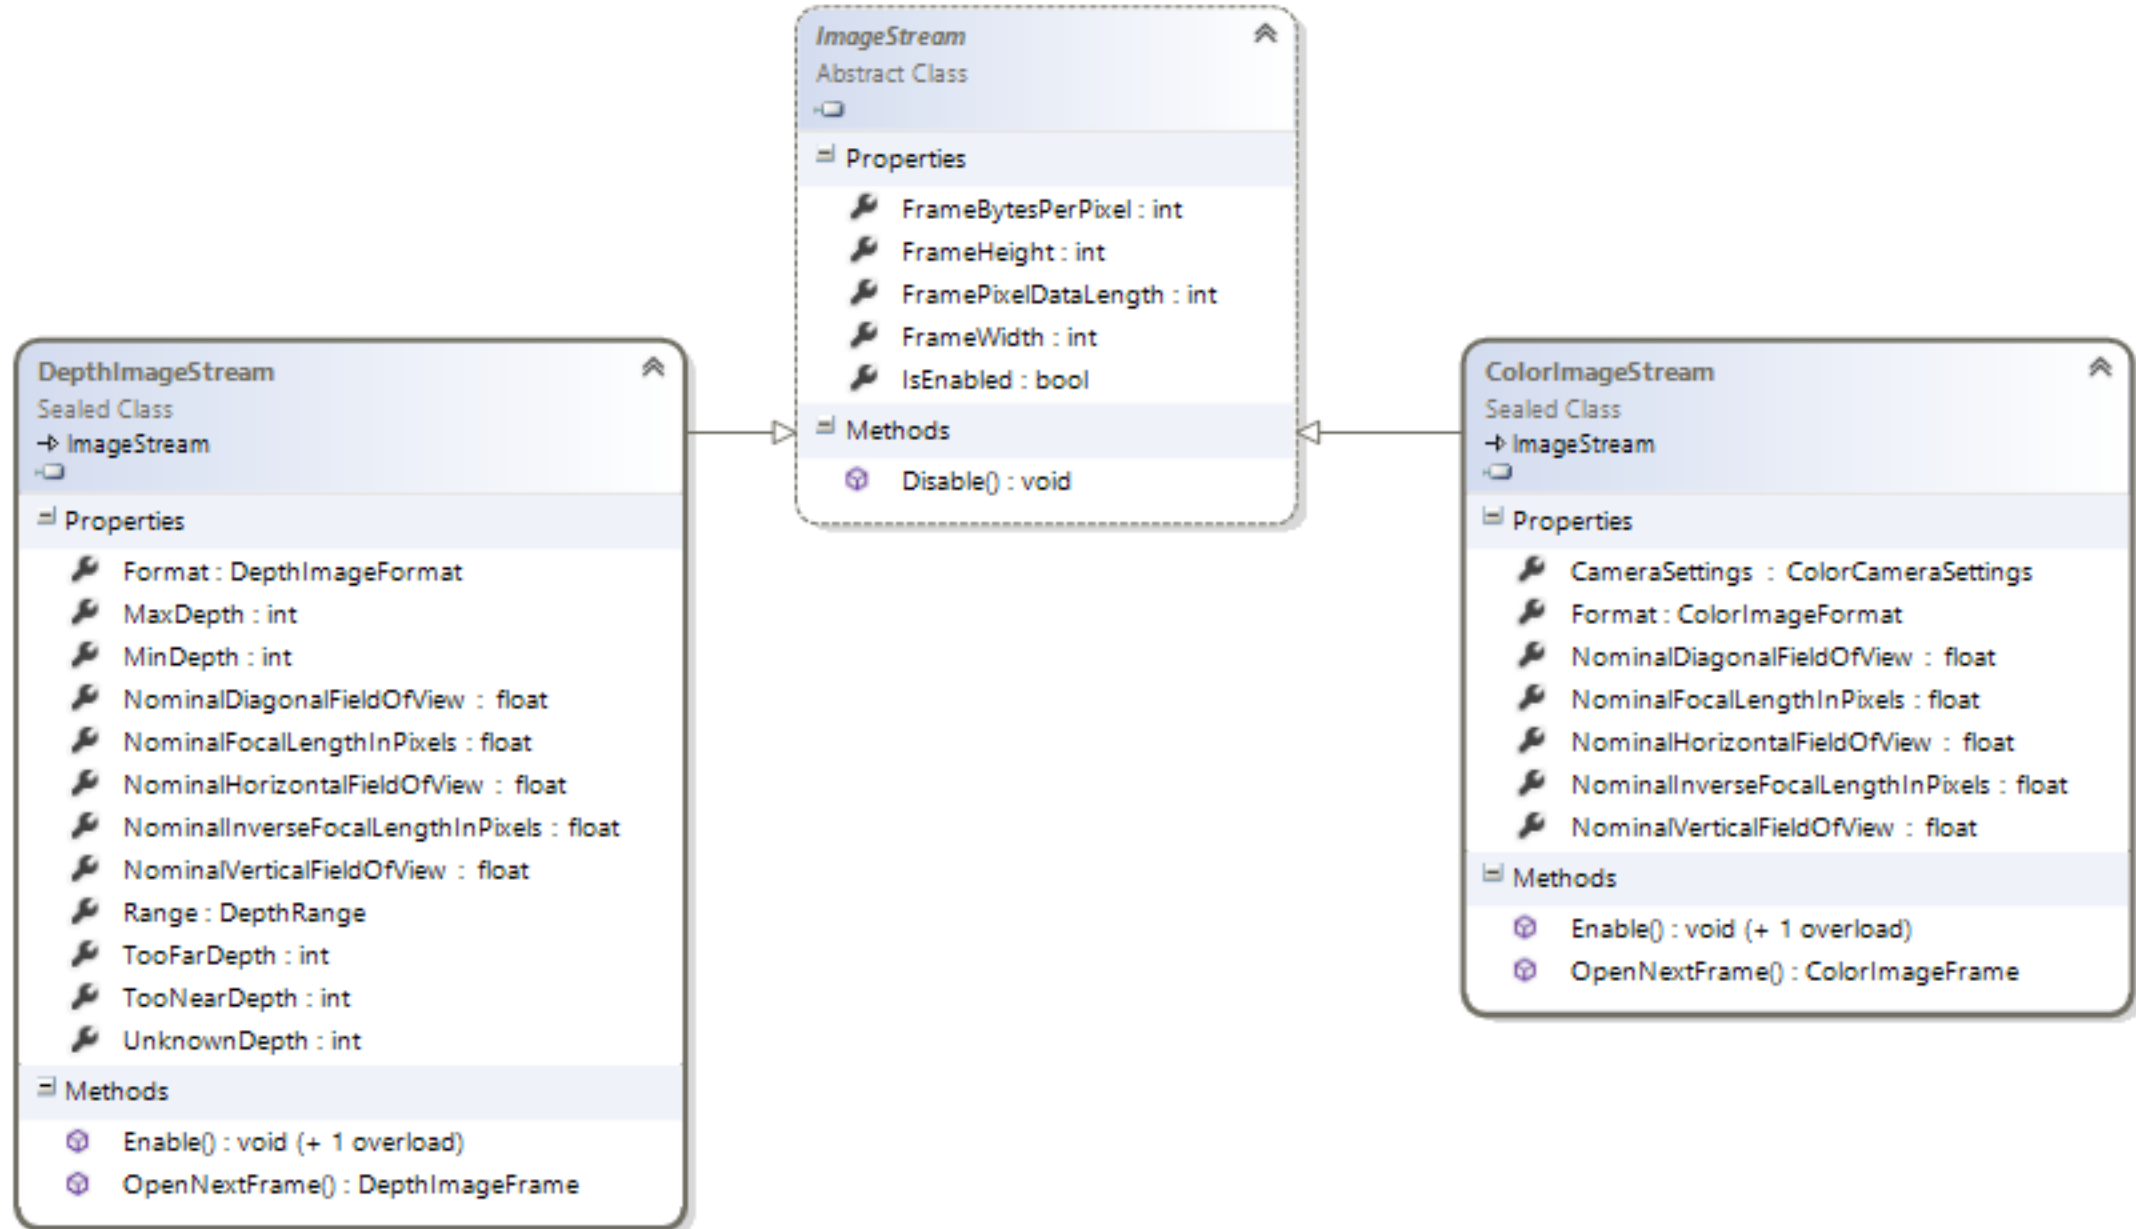 ImageStream
Abstract Class
Properties
FrameBytesPerPixel : int
FrameHeight : int
FramePixelDataLength : int
FrameWidth : int
IsEnabled : bool
Methods
Disable() : void
DepthImageStream
Sealed Class
ImageStream
Properties
Format : DepthImageFormat
MaxDepth : int
MinDepth : int
NominalDiagonalFieldOfView : float
NominalFocalLengthInPixels : float
NominalHorizontalFieldOfView : float
NominalInverseFocalLengthInPixels : float
NominalVerticalFieldOfView : float
Range : DepthRange
TooFarDepth : int
TooNearDepth : int
UnknownDepth : int
Methods
Enable() : void (+ 1 overload)
OpenNextFrame() : DepthImageFrame
ColorImageStream
Sealed Class
ImageStream
Properties
CameraSettings : ColorCameraSettings
Format : ColorImageFormat
NominalDiagonalFieldOfView : float
NominalFocalLengthInPixels : float
NominalHorizontalFieldOfView : float
NominalInverseFocalLengthInPixels : float
NominalVerticalFieldOfView : float
Methods
Enable() : void (+ 1 overload)
OpenNextFrame() : ColorImageFrame